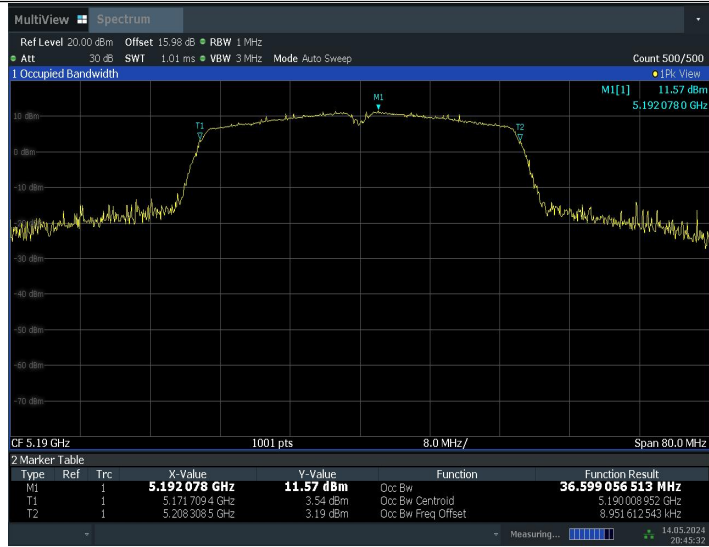 MultiView Spectrum
Ref Level 20.00 dBm Offset 15.98 dB RBW 1 MHz
Att 30 dB SWT 1.01 ms VBW 3 MHz Mode Auto Sweep Count 500/500
1 Occupied Bandwidth 1Pk View
M1[1] 11.57 dBm
5.1920780 GHz
M1
10 dBm
T1
T2
0 dBm
-10 dBm
-20 dBm
-30 dBm
-40 dBm
-50 dBm
-60 dBm
-70 dBm
CF 5.19 GHz 1001 pts 8.0 MHz/ Span 80.0 MHz
2 Marker Table
Type Ref Trc X-Value Y-Value Function Function Result
M1 1 5.192 078 GHz 11.57 dBm Occ Bw 36.599 056 513 MHz
T1 1 5.171 709 4 GHz 3.54 dBm Occ Bw Centroid 5.190 008 952 GHz
T2 1 5.208 308 5 GHz 3.19 dBm Occ Bw Freq Offset 8.951 612 543 kHz
Measuring... 14.05.2024
20:45:32